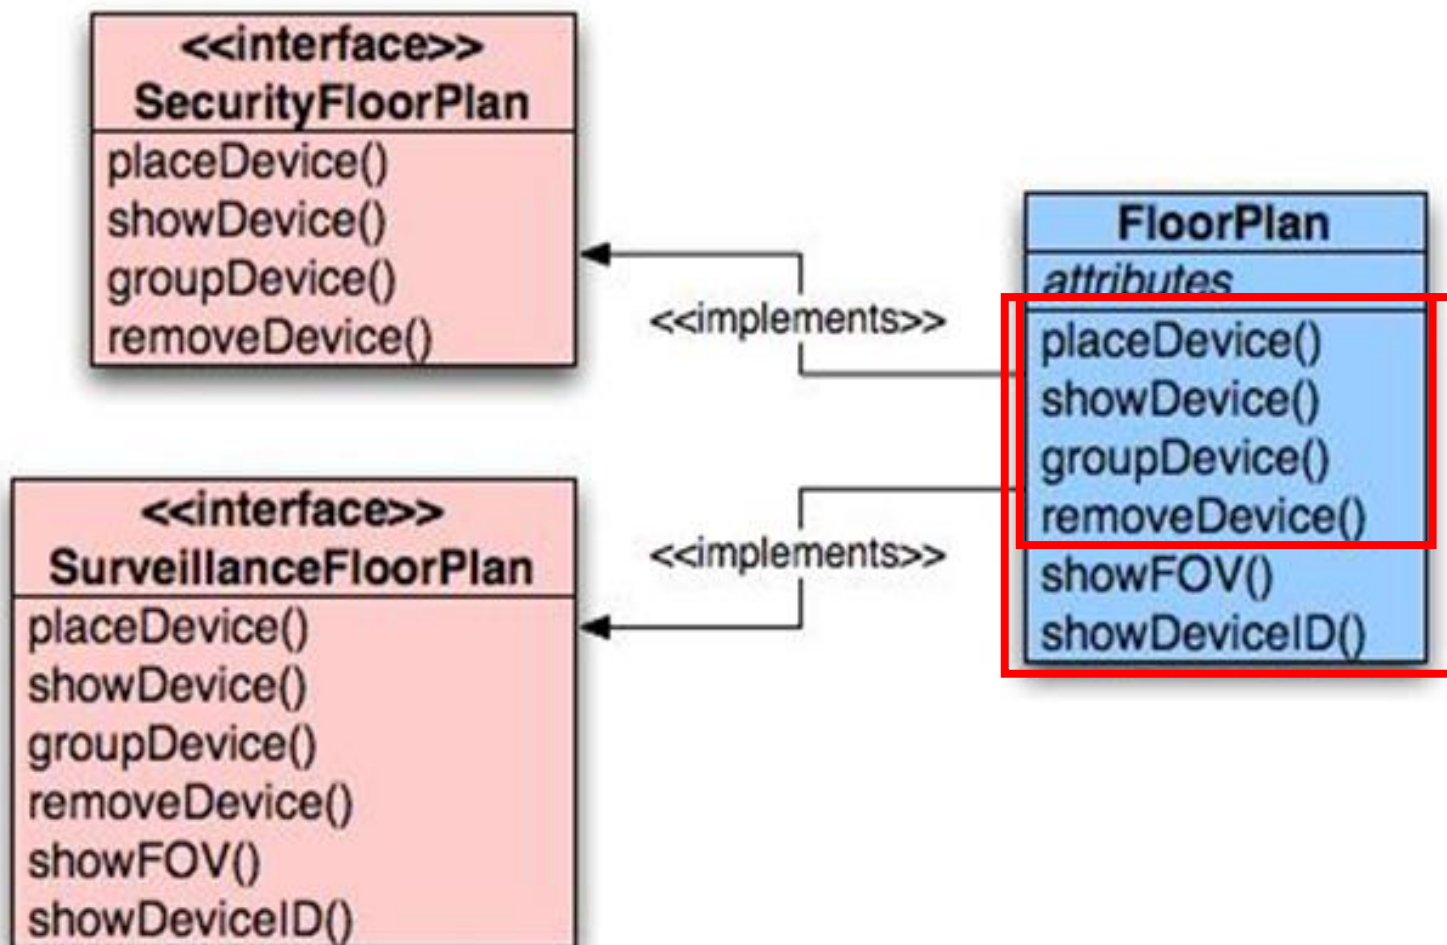 <<interface>>
SecurityFloorPlan
placeDevice()
showDevice()
groupDevice()
removeDevice()
<<implements>>
FloorPlan
attributes
placeDevice()
showDevice()
groupDevice()
removeDevice()
showFOV()
showDeviceID()
<<interface>>
SurveillanceFloorPlan
placeDevice()
showDevice()
groupDevice()
removeDevice()
showFOV()
showDeviceID()
<<implements>>